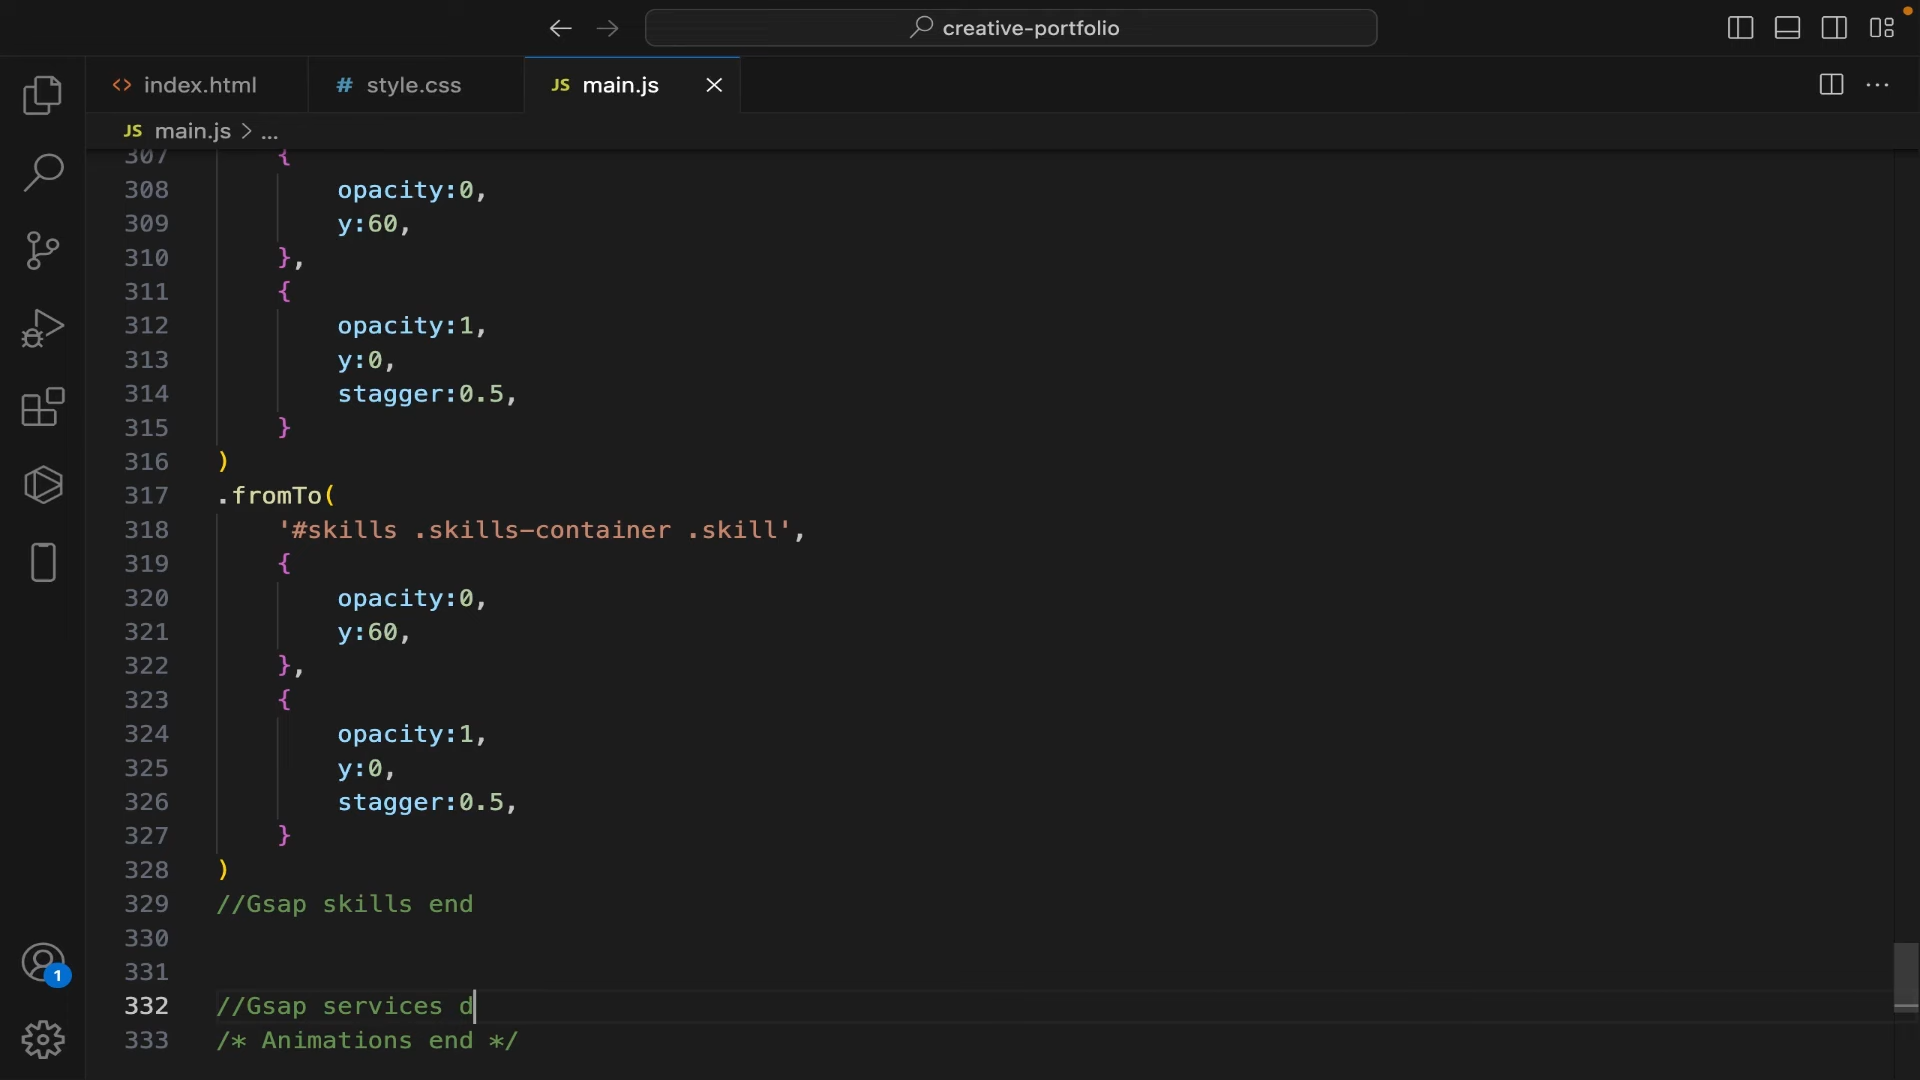 creative-portfolio
index.html
# style.css
JS main.js
JS main.js > ...
307 {
308 opacity:0,
309 y:60,
310 },
311 {
312 opacity:1,
313 y:0,
314 stagger:0.5,
315 }
316 )
317 .fromTo(
318 '#skills .skills-container .skill',
319 {
320 opacity:0,
321 y:60,
322 },
323 {
324 opacity:1,
325 y:0,
326 stagger:0.5,
327 }
328 )
329 //Gsap skills end
330
331
332 //Gsap services d
333 /* Animations end */
1